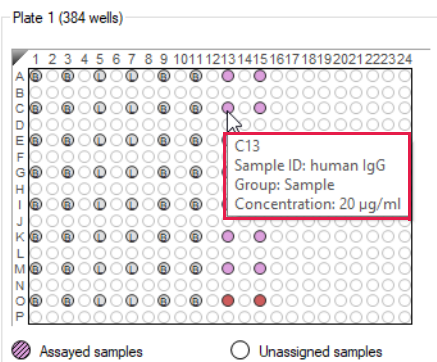 Plate 1 (384 wells)
1 2 3 4 5 6 7 8 9 10 11 12 13 14 15 16 17 18 19 20 21 22 23 24
A B B L L B B
B
C B B L L B B
D
E B B L L B B
F
G B B L L B B
H
I B B L L B B
J
K B B L L B B
L
M B B L L B B
N
O B B L L B B
P
C13
Sample ID: human IgG
Group: Sample
Concentration: 20 µg/ml
Assayed samples
Unassigned samples